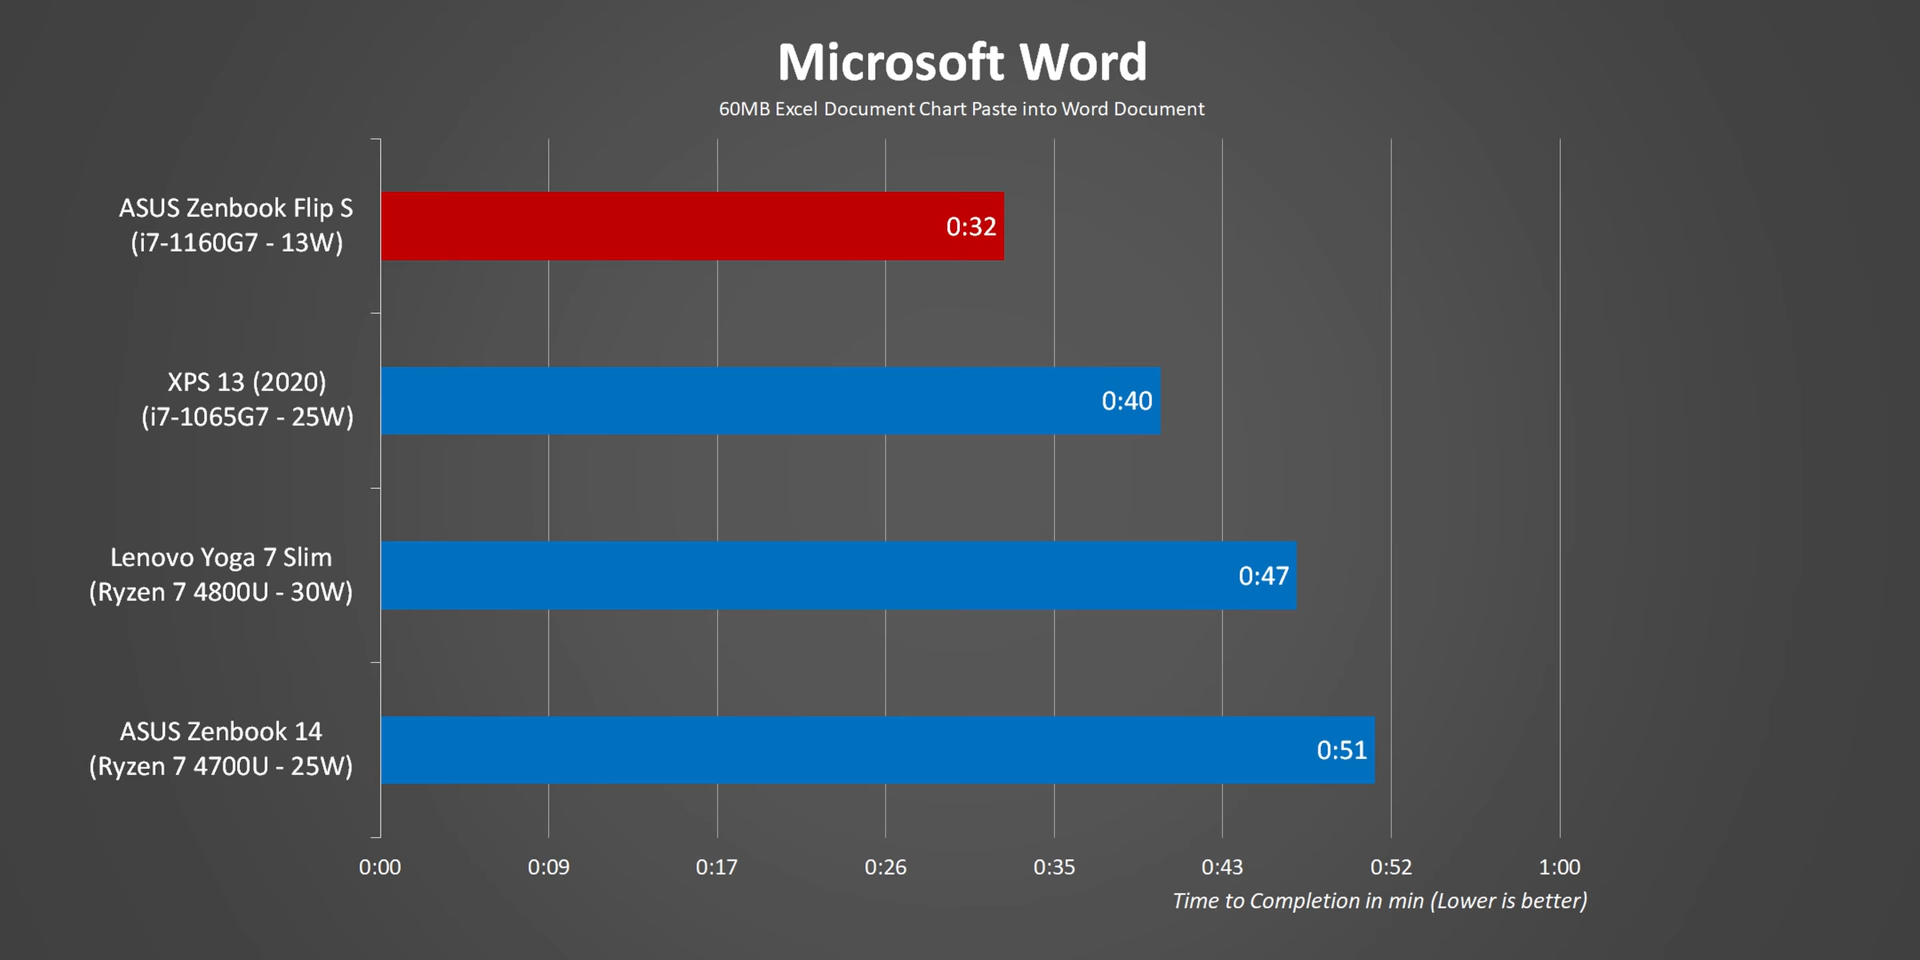 Microsoft Word
60MB Excel Document Chart Paste into Word Document
ASUS Zenbook Flip S
(i7-1160G7 - 13W)
0:32
XPS 13 (2020)
(i7-1065G7 - 25W)
0:40
Lenovo Yoga 7 Slim
(Ryzen 7 4800U - 30W)
0:47
ASUS Zenbook 14
(Ryzen 7 4700U - 25W)
0:51
0:00 0:09 0:17 0:26 0:35 0:43 0:52 1:00
Time to Completion in min (Lower is better)